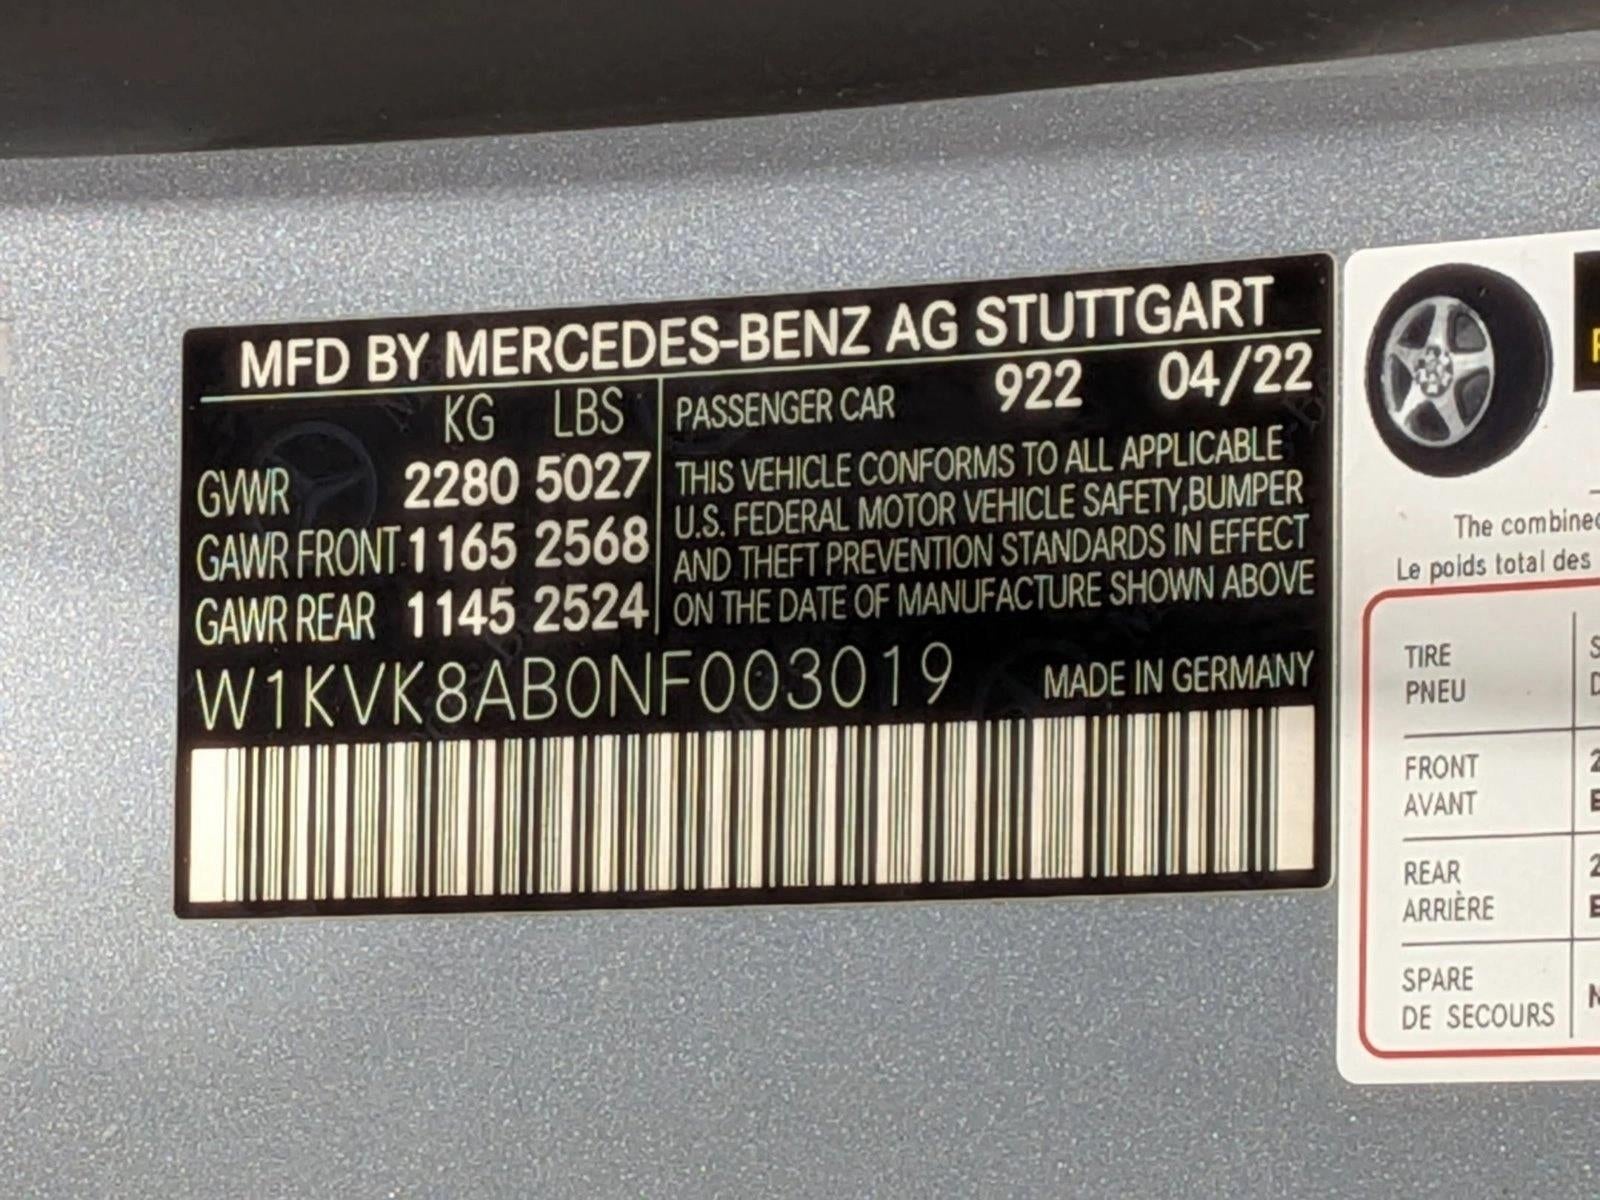 MFD BY MERCEDES-BENZ AG STUTTGART
KG LBS
GVWR 2280 5027
GAWR FRONT 1165 2568
GAWR REAR 1145 2524
PASSENGER CAR 922 04/22
THIS VEHICLE CONFORMS TO ALL APPLICABLE
U.S. FEDERAL MOTOR VEHICLE SAFETY,BUMPER
AND THEFT PREVENTION STANDARDS IN EFFECT
ON THE DATE OF MANUFACTURE SHOWN ABOVE
W1KVK8AB0NF003019 MADE IN GERMANY
The combined
Le poids total des
TIRE
PNEU
FRONT
AVANT
REAR
ARRIÈRE
SPARE
DE SECOURS